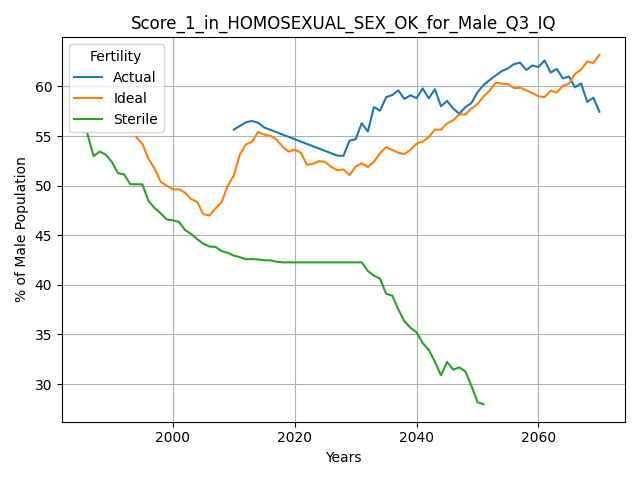 Score_1_in_HOMOSEXUAL_SEX_OK_for_Male_Q3_IQ
Fertility
Actual
Ideal
Sterile
% of Male Population
60
55
50
45
40
35
30
2000
2020
2040
2060
Years